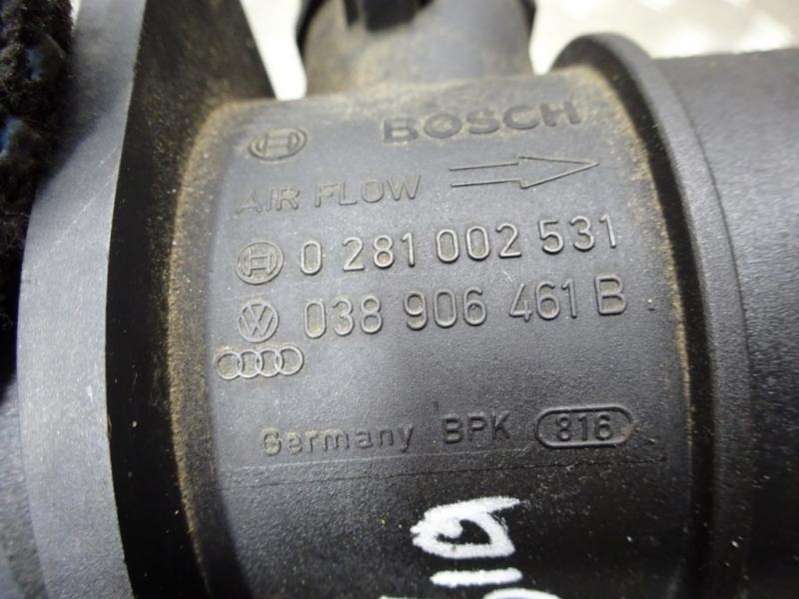 BOSCH
AIR FLOW
0 281 002 531
038 906 461 B
Germany BPK 816